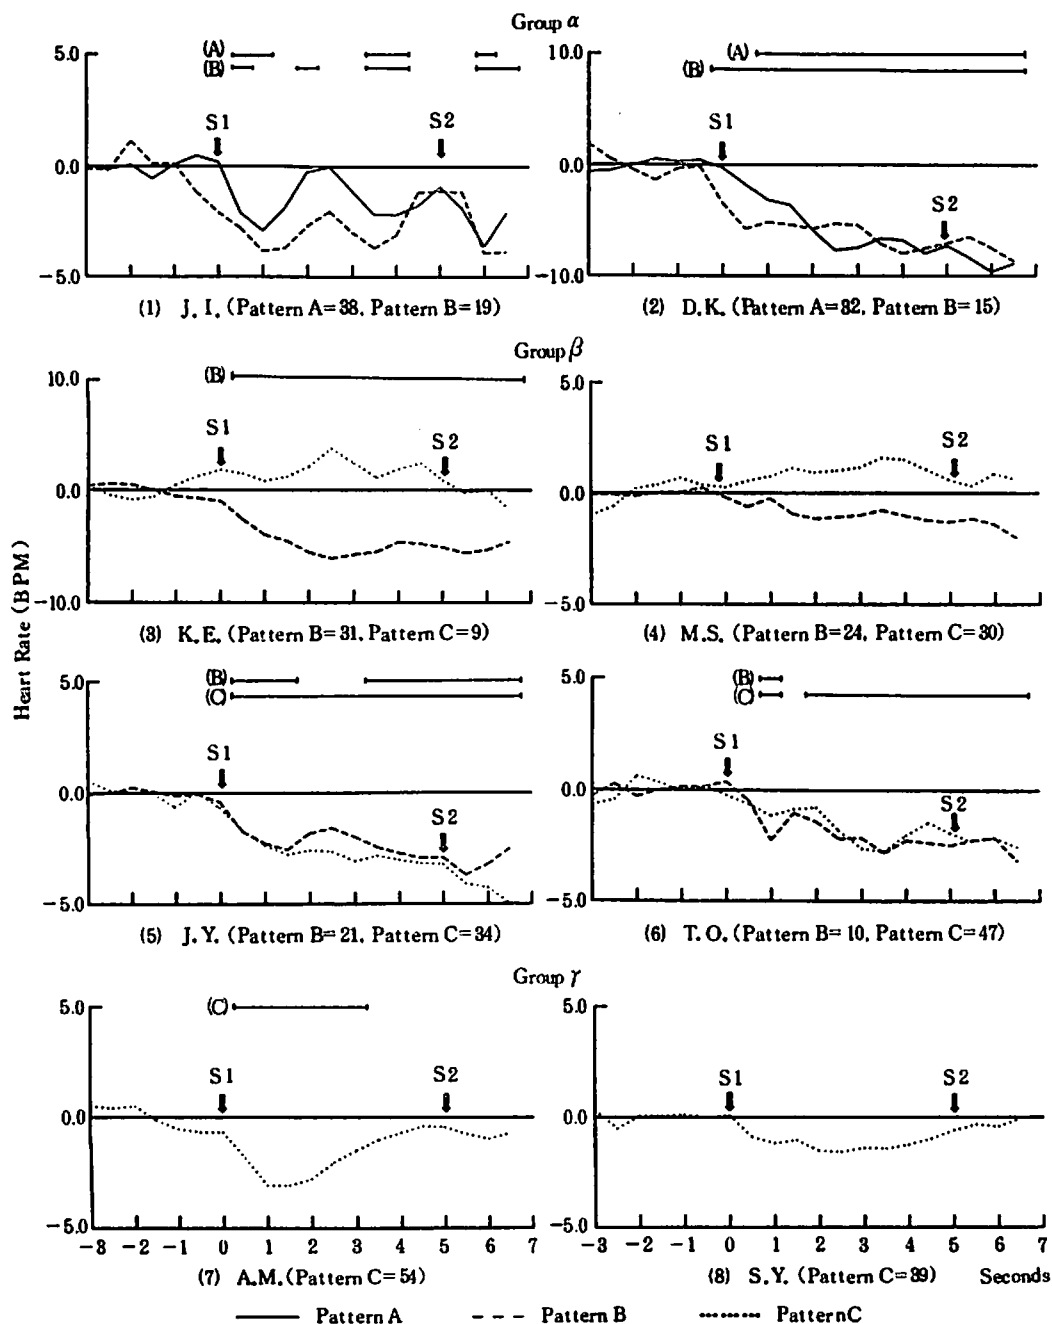 Group α
5.0 (A) 10.0 (A)
(B) (B)
S1 S2 S1
0.0 0.0
S2
−5.0 −10.0
(1) J. I. (Pattern A=38, Pattern B=19) (2) D.K. (Pattern A=32, Pattern B=15)
Group β
10.0 (B) 5.0
S1 S2 S1 S2
0.0 0.0
−10.0 −5.0
(3) K.E. (Pattern B=31, Pattern C=9) (4) M.S. (Pattern B=24, Pattern C=30)
Heart Rate (BPM)
5.0 (B) 5.0 (B)
(C) (C)
S1 S1
0.0 0.0
S2 S2
−5.0 −5.0
(5) J.Y. (Pattern B=21, Pattern C=34) (6) T.O. (Pattern B=10, Pattern C=47)
Group γ
5.0 (C) 5.0
S1 S2 S1 S2
0.0 0.0
−5.0 −5.0
−3 −2 −1 0 1 2 3 4 5 6 7 −3 −2 −1 0 1 2 3 4 5 6 7
(7) A.M. (Pattern C=54) (8) S.Y. (Pattern C=39) Seconds
Pattern A Pattern B Pattern C